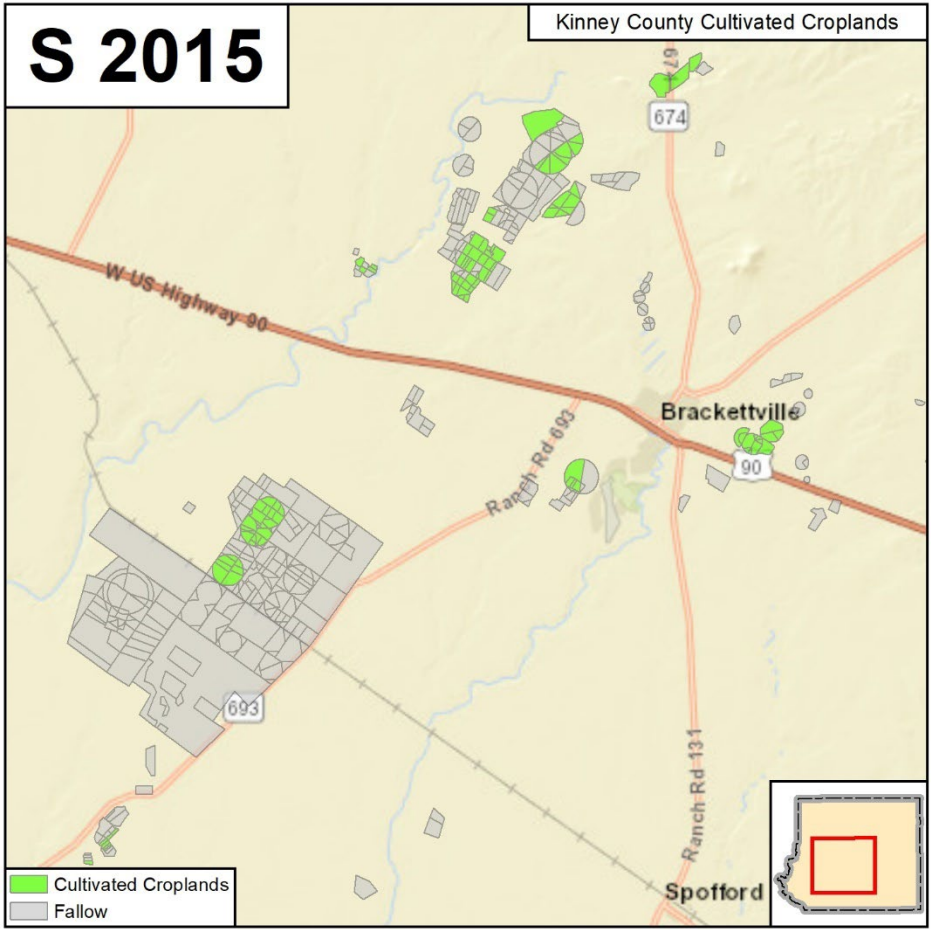 S 2015
Kinney County Cultivated Croplands
674
674
W US Highway 90
Brackettville
Ranch Rd 693
90
693
Ranch Rd 131
Spofford
Cultivated Croplands
Fallow